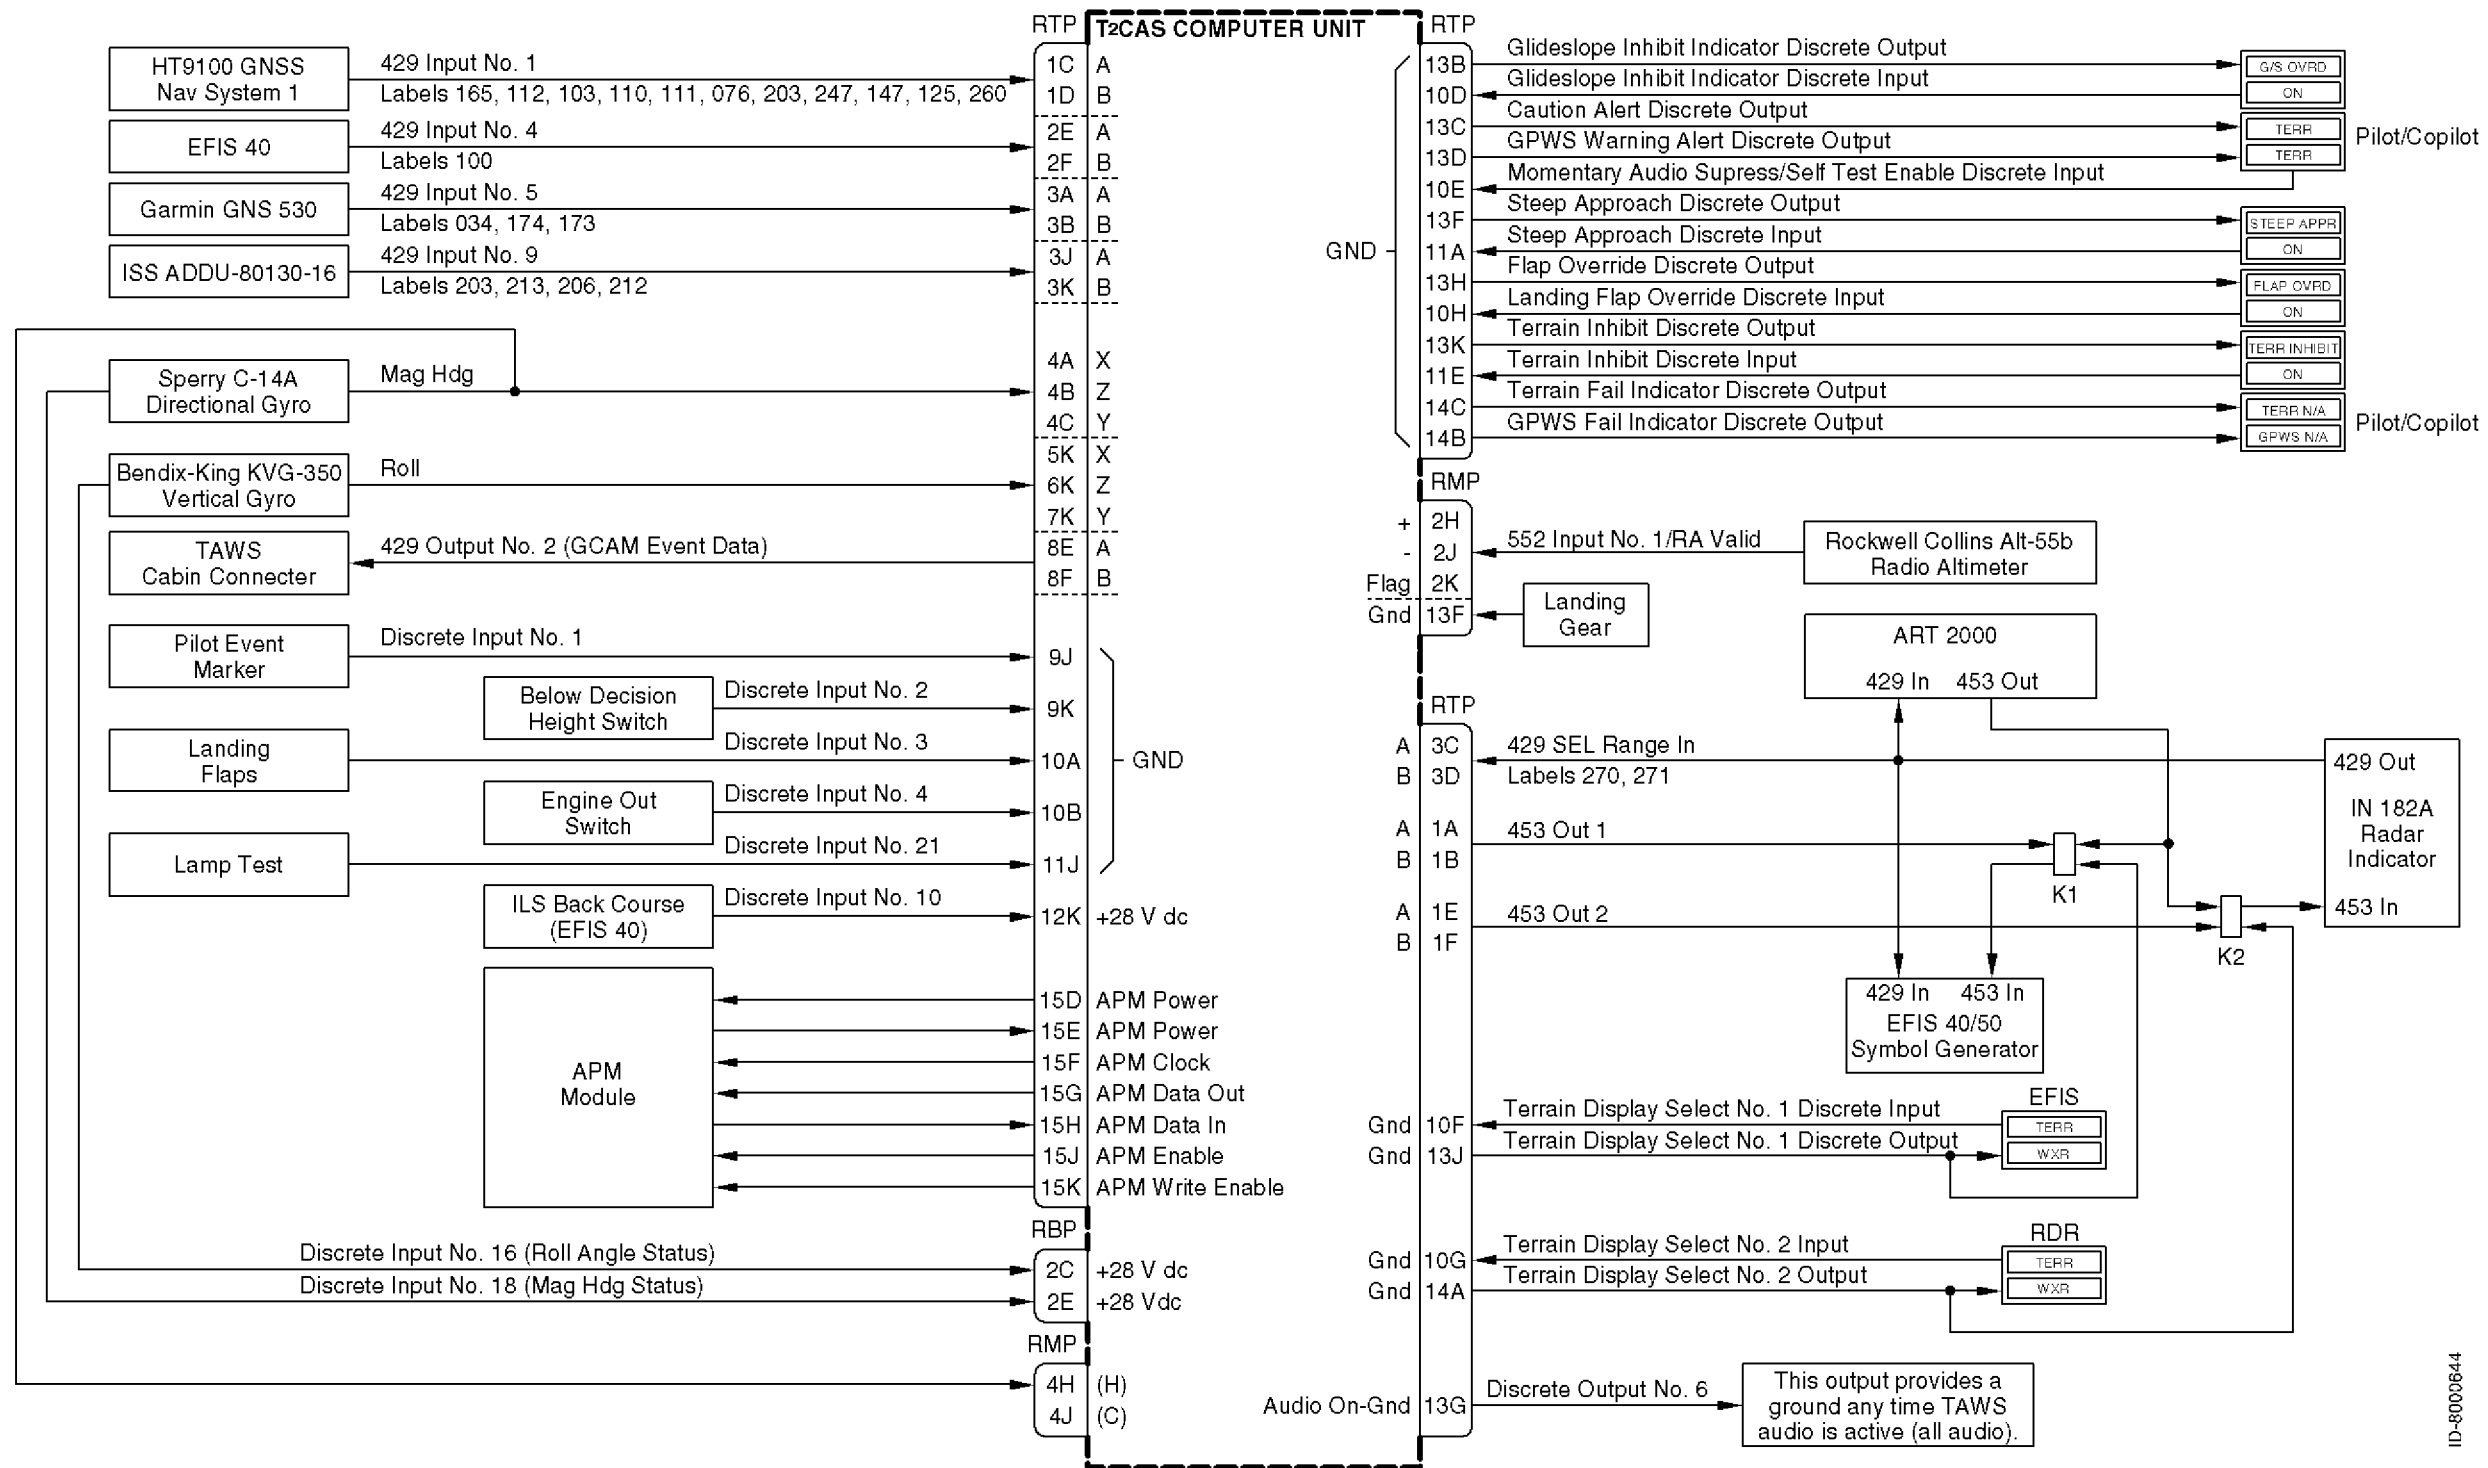 RTP
T2CAS COMPUTER UNIT
RTP
HT9100 GNSS
Nav System 1
429 Input No. 1
Labels 165, 112, 103, 110, 111, 076, 203, 247, 147, 125, 260
1C A
1D B
EFIS 40
429 Input No. 4
Labels 100
2E A
2F B
Garmin GNS 530
429 Input No. 5
Labels 034, 174, 173
3A A
3B B
ISS ADDU-80130-16
429 Input No. 9
Labels 203, 213, 206, 212
3J A
3K B
Sperry C-14A
Directional Gyro
Mag Hdg
4A X
4B Z
4C Y
Bendix-King KVG-350
Vertical Gyro
Roll
5K X
6K Z
7K Y
TAWS
Cabin Connecter
429 Output No. 2 (GCAM Event Data)
8E A
8F B
Pilot Event
Marker
Discrete Input No. 1
9J
Below Decision
Height Switch
Discrete Input No. 2
9K
Landing
Flaps
Discrete Input No. 3
10A
GND
Engine Out
Switch
Discrete Input No. 4
10B
Lamp Test
Discrete Input No. 21
11J
ILS Back Course
(EFIS 40)
Discrete Input No. 10
12K +28 V dc
APM
Module
15D APM Power
15E APM Power
15F APM Clock
15G APM Data Out
15H APM Data In
15J APM Enable
15K APM Write Enable
RBP
Discrete Input No. 16 (Roll Angle Status)
2C +28 V dc
Discrete Input No. 18 (Mag Hdg Status)
2E +28 Vdc
RMP
4H (H)
4J (C)
GND
13B Glideslope Inhibit Indicator Discrete Output
G/S OVRD
10D Glideslope Inhibit Indicator Discrete Input
ON
13C Caution Alert Discrete Output
TERR
13D GPWS Warning Alert Discrete Output
TERR
Pilot/Copilot
10E Momentary Audio Supress/Self Test Enable Discrete Input
13F Steep Approach Discrete Output
STEEP APPR
11A Steep Approach Discrete Input
ON
13H Flap Override Discrete Output
FLAP OVRD
10H Landing Flap Override Discrete Input
ON
13K Terrain Inhibit Discrete Output
TERR INHIBIT
11E Terrain Inhibit Discrete Input
ON
14C Terrain Fail Indicator Discrete Output
TERR N/A
14B GPWS Fail Indicator Discrete Output
GPWS N/A
Pilot/Copilot
RMP
+ 2H
- 2J
Flag 2K
552 Input No. 1/RA Valid
Rockwell Collins Alt-55b
Radio Altimeter
Gnd 13F
Landing
Gear
ART 2000
429 In 453 Out
RTP
A 3C 429 SEL Range In
B 3D Labels 270, 271
429 Out
IN 182A
Radar
Indicator
453 In
A 1A 453 Out 1
B 1B
K1
A 1E 453 Out 2
B 1F
K2
429 In 453 In
EFIS 40/50
Symbol Generator
EFIS
Gnd 10F Terrain Display Select No. 1 Discrete Input
TERR
Gnd 13J Terrain Display Select No. 1 Discrete Output
WXR
RDR
Gnd 10G Terrain Display Select No. 2 Input
TERR
Gnd 14A Terrain Display Select No. 2 Output
WXR
Audio On-Gnd 13G Discrete Output No. 6
This output provides a
ground any time TAWS
audio is active (all audio).
ID-8000644